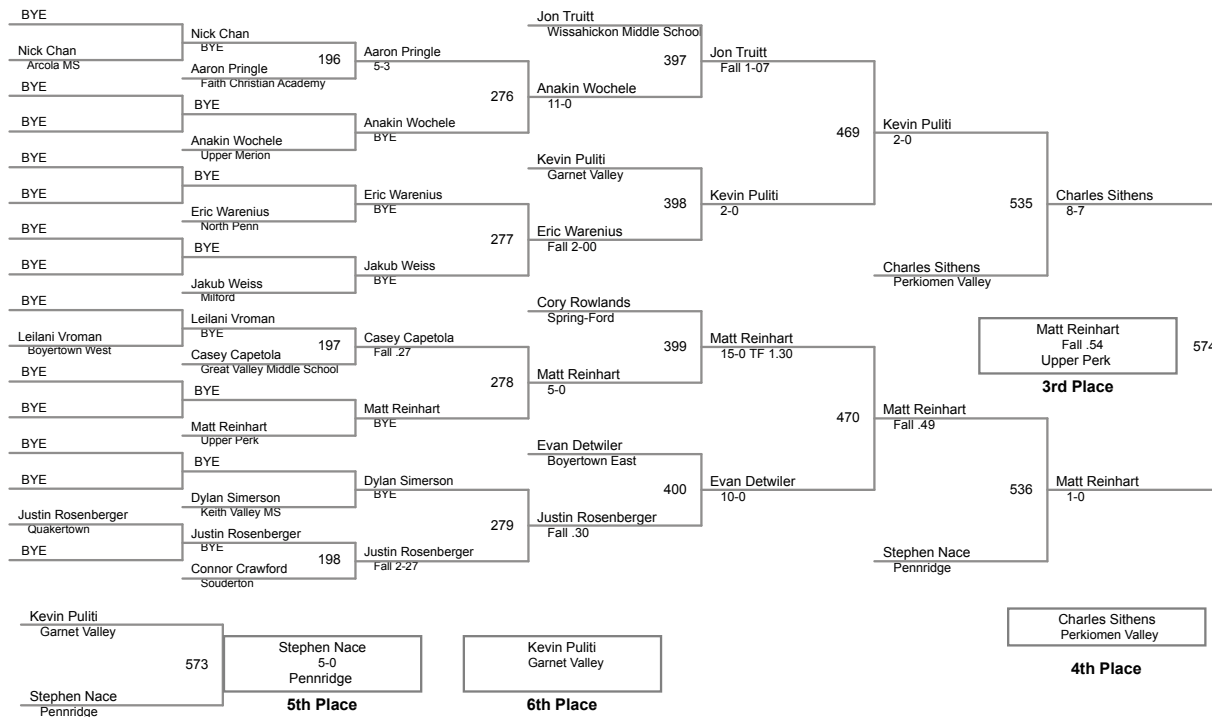 BYE
Nick Chan
Arcola MS
BYE
BYE
BYE
BYE
BYE
BYE
BYE
Leilani Vroman
Boyertown West
BYE
BYE
BYE
BYE
Justin Rosenberger
Quakertown
BYE
Nick Chan
BYE
196
Aaron Pringle
Faith Christian Academy
BYE
Anakin Wochele
Upper Merion
BYE
Eric Warenius
North Penn
BYE
Jakub Weiss
Milford
Leilani Vroman
BYE
197
Casey Capetola
Great Valley Middle School
BYE
Matt Reinhart
Upper Perk
BYE
Dylan Simerson
Keith Valley MS
Justin Rosenberger
BYE
198
Connor Crawford
Souderton
Aaron Pringle
5-3
276
Anakin Wochele
BYE
Eric Warenius
BYE
277
Jakub Weiss
BYE
Casey Capetola
Fall .27
278
Matt Reinhart
BYE
Dylan Simerson
BYE
279
Justin Rosenberger
Fall 2-27
Jon Truitt
Wissahickon Middle School
397
Anakin Wochele
11-0
Kevin Puliti
Garnet Valley
398
Eric Warenius
Fall 2-00
Cory Rowlands
Spring-Ford
399
Matt Reinhart
5-0
Evan Detwiler
Boyertown East
400
Justin Rosenberger
Fall .30
Jon Truitt
Fall 1-07
469
Kevin Puliti
2-0
Matt Reinhart
15-0 TF 1.30
470
Evan Detwiler
10-0
Kevin Puliti
2-0
535
Charles Sithens
Perkiomen Valley
Matt Reinhart
Fall .49
536
Stephen Nace
Pennridge
Charles Sithens
8-7
Matt Reinhart
Fall .54
Upper Perk
574
3rd Place
Matt Reinhart
1-0
Charles Sithens
Perkiomen Valley
4th Place
Kevin Puliti
Garnet Valley
573
Stephen Nace
Pennridge
Stephen Nace
5-0
Pennridge
5th Place
Kevin Puliti
Garnet Valley
6th Place